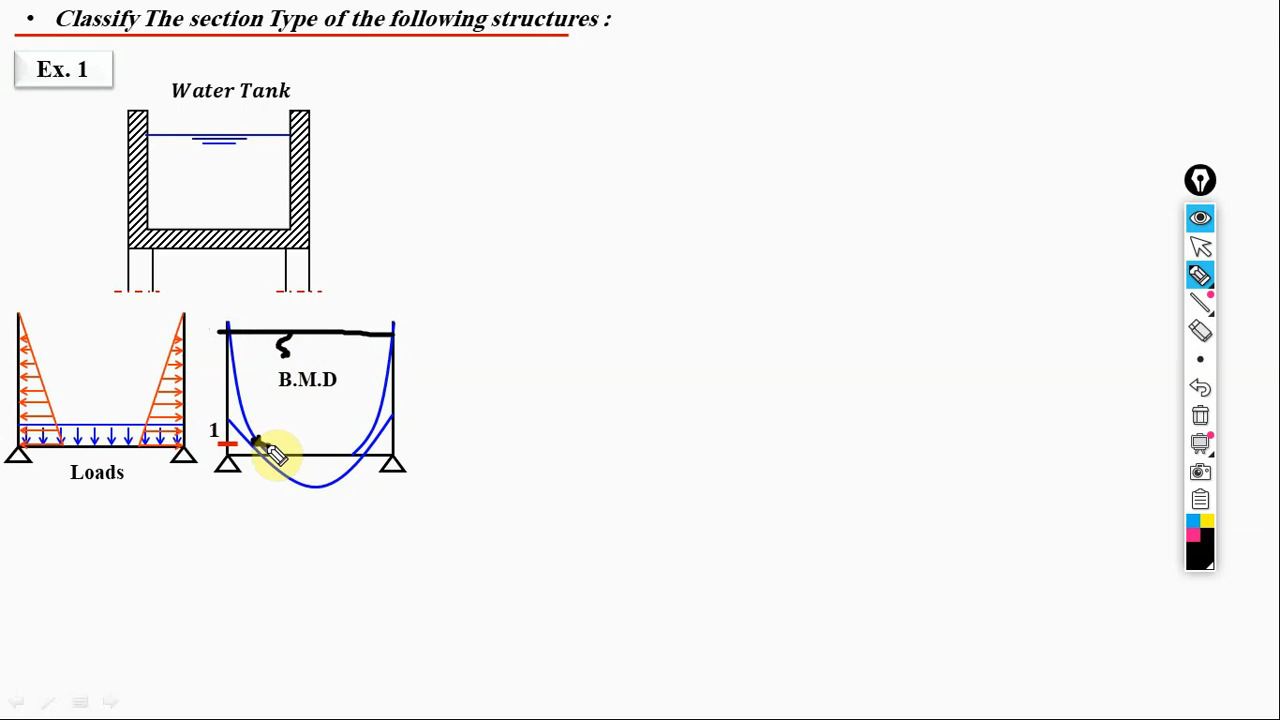 • Classify The section Type of the following structures :
Ex. 1
Water Tank
B.M.D
1
Loads